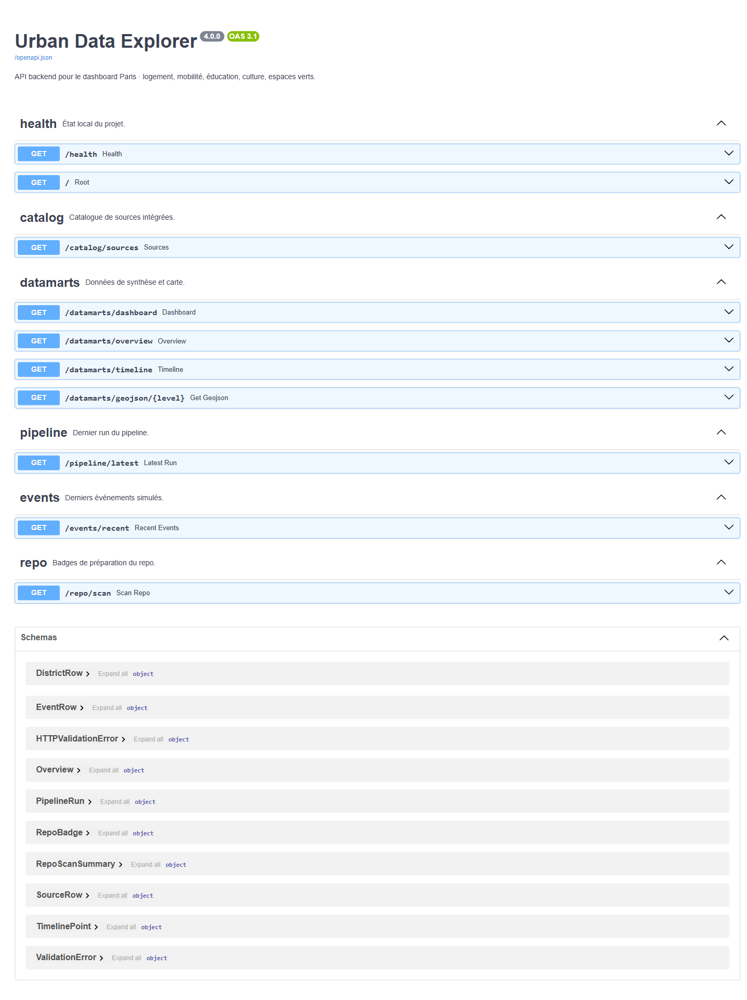 Urban Data Explorer 4.0.0 OAS 3.1
/openapi.json
API backend pour le dashboard Paris · logement, mobilité, éducation, culture, espaces verts.
health État local du projet.
GET /health Health
GET / Root
catalog Catalogue de sources intégrées.
GET /catalog/sources Sources
datamarts Données de synthèse et carte.
GET /datamarts/dashboard Dashboard
GET /datamarts/overview Overview
GET /datamarts/timeline Timeline
GET /datamarts/geojson/{level} Get Geojson
pipeline Dernier run du pipeline.
GET /pipeline/latest Latest Run
events Derniers événements simulés.
GET /events/recent Recent Events
repo Badges de préparation du repo.
GET /repo/scan Scan Repo
Schemas
DistrictRow Expand all object
EventRow Expand all object
HTTPValidationError Expand all object
Overview Expand all object
PipelineRun Expand all object
RepoBadge Expand all object
RepoScanSummary Expand all object
SourceRow Expand all object
TimelinePoint Expand all object
ValidationError Expand all object